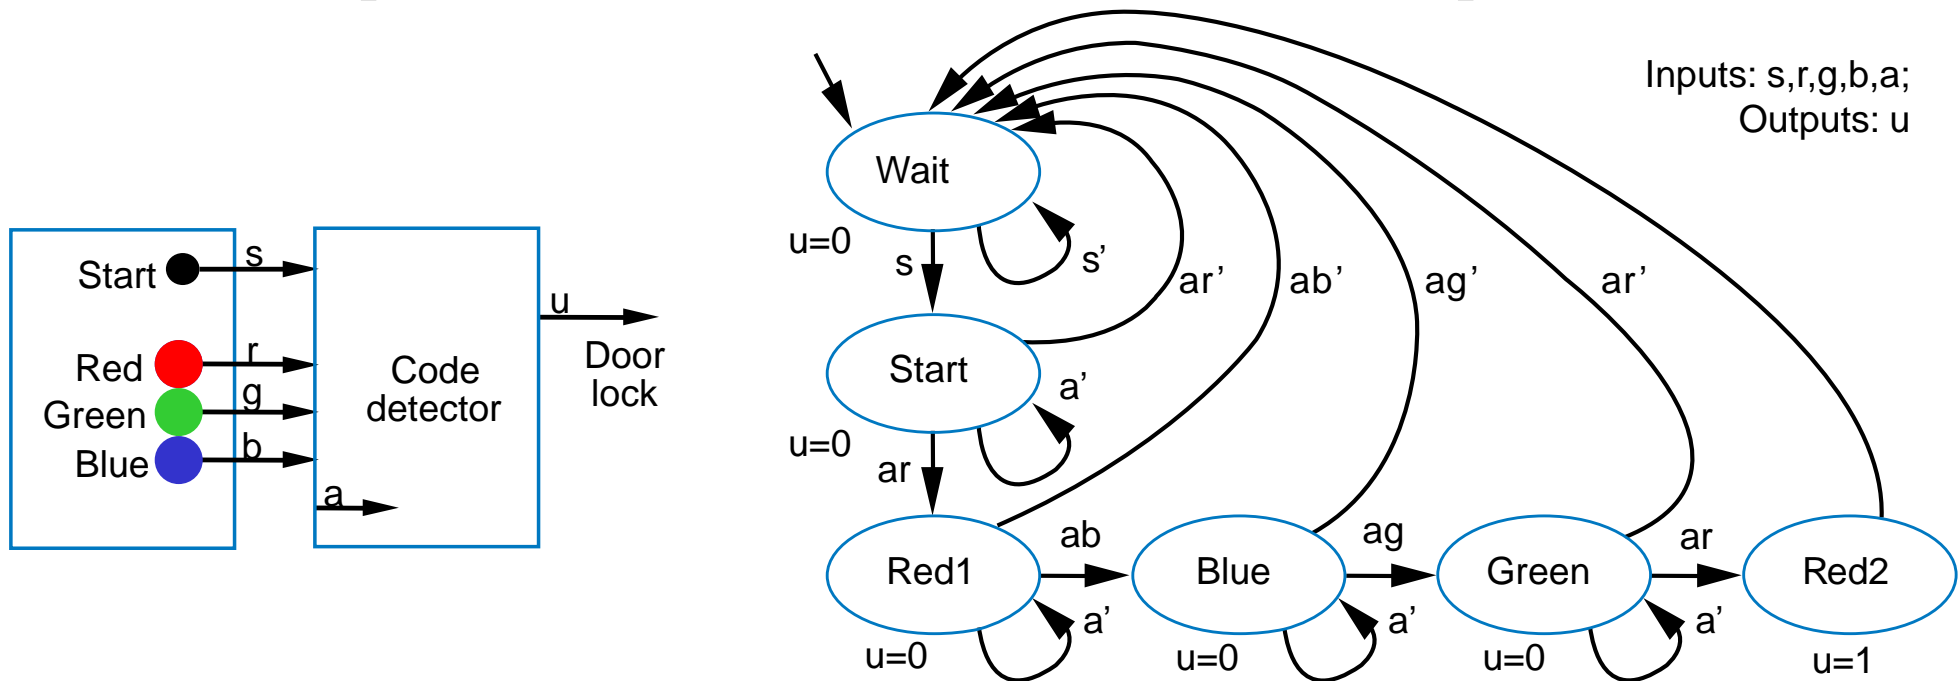 Start
s
Red
r
Green
g
Blue
b
a
Code
detector
u
Door
lock
Inputs: s,r,g,b,a;
Outputs: u
Wait
u=0
s
s’
ar’
ab’
ag’
ar’
Start
a’
u=0
ar
Red1
ab
Blue
ag
Green
ar
Red2
a’
a’
a’
u=0
u=0
u=0
u=1